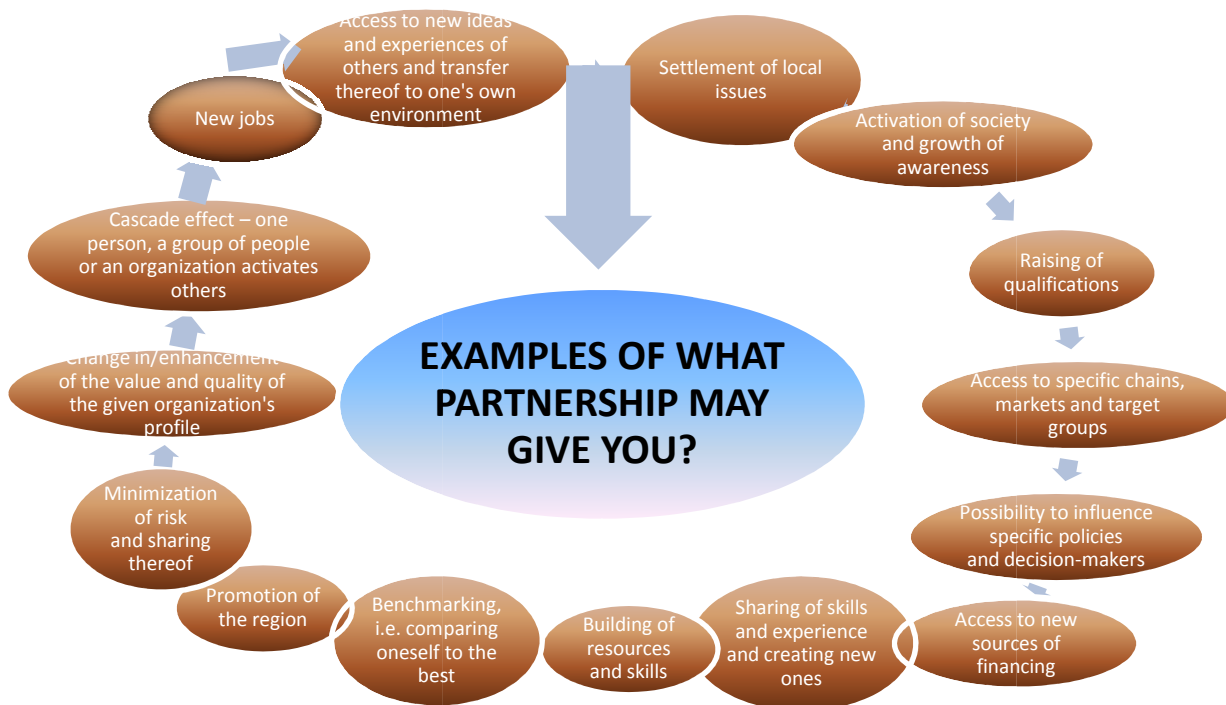 Access to new ideas
and experiences of
others and transfer
thereof to one's own
environment
Settlement of local
issues
Activation of society
and growth of
awareness
Raising of
qualifications
Access to specific chains,
markets and target
groups
Possibility to influence
specific policies
and decision-makers
Access to new
sources of
financing
Sharing of skills
and experience
and creating new
ones
Building of
resources
and skills
Benchmarking,
i.e. comparing
oneself to the
best
Promotion of
the region
Minimization
of risk
and sharing
thereof
Change in/enhancement
of the value and quality of
the given organization's
profile
Cascade effect – one
person, a group of people
or an organization activates
others
New jobs
EXAMPLES OF WHAT
PARTNERSHIP MAY
GIVE YOU?